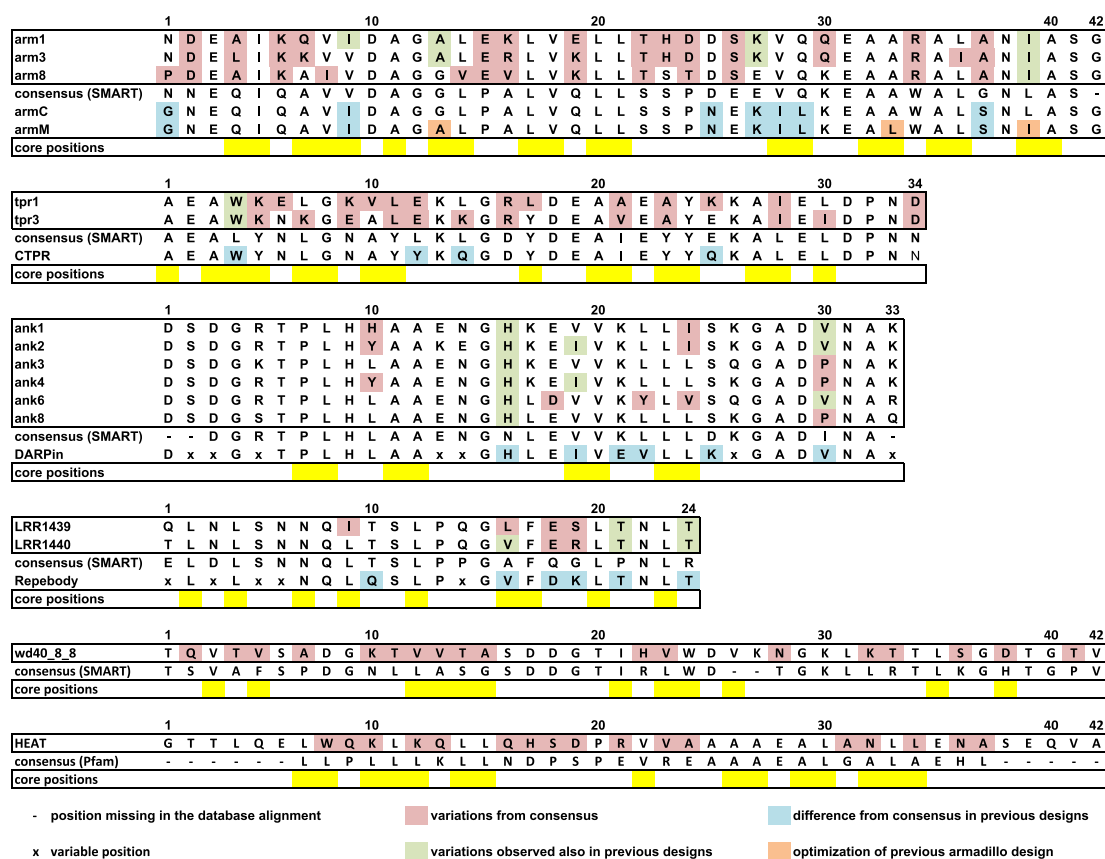 1 10 20 30 40 42
arm1 N D E A I K Q V I D A G A L E K L V E L L T H D D S K V Q Q E A A R A L A N I A S G
arm3 N D E L I K K V V D A G A L E R L V K L L T H D D S K V Q Q E A A R A I A N I A S G
arm8 P D E A I K A I V D A G G V E V L V K L L T S T D S E V Q K E A A R A L A N I A S G
consensus (SMART) N N E Q I Q A V V D A G G L P A L V Q L L S S P D E E V Q K E A A W A L G N L A S -
armC G N E Q I Q A V I D A G G L P A L V Q L L S S P N E K I L K E A A W A L S N L A S G
armM G N E Q I Q A V I D A G A L P A L V Q L L S S P N E K I L K E A L W A L S N I A S G
core positions
1 10 20 30 34
tpr1 A E A W K E L G K V L E K L G R L D E A A E A Y K K A I E L D P N D
tpr3 A E A W K N K G E A L E K K G R Y D E A V E A Y E K A I E I D P N D
consensus (SMART) A E A L Y N L G N A Y L K L G D Y D E A I E Y Y E K A L E L D P N N
CTPR A E A W Y N L G N A Y Y K Q G D Y D E A I E Y Y Q K A L E L D P N N
core positions
1 10 20 30 33
ank1 D S D G R T P L H H A A E N G H K E V V K L L I S K G A D V N A K
ank2 D S D G R T P L H Y A A K E G H K E I V K L L I S K G A D V N A K
ank3 D S D G K T P L H L A A E N G H K E V V K L L L S Q G A D P N A K
ank4 D S D G R T P L H Y A A E N G H K E I V K L L L S K G A D P N A K
ank6 D S D G R T P L H L A A E N G H L D V V K Y L V S Q G A D V N A R
ank8 D S D G S T P L H L A A E N G H L E V V K L L L S K G A D P N A Q
consensus (SMART) - - D G R T P L H L A A E N G N L E V V K L L L D K G A D I N A -
DARPin D x x G x T P L H L A A x x G H L E I V E V L L K x G A D V N A x
core positions
1 10 20 24
LRR1439 Q L N L S N N Q I T S L P Q G L F E S L T N L T
LRR1440 T L N L S N N Q L T S L P Q G V F E R L T N L T
consensus (SMART) E L D L S N N Q L T S L P P G A F Q G L P N L R
Repebody x L x L x x N Q L Q S L P x G V F D K L T N L T
core positions
1 10 20 30 40 42
wd40_8_8 T Q V T V S A D G K T V V T A S D D G T I H V W D V K N G K L K T T L S G D T G T V
consensus (SMART) T S V A F S P D G N L L A S G S D D G T I R L W D - - T G K L L R T L K G H T G P V
core positions
1 10 20 30 40 42
HEAT G T T L Q E L W Q K L K Q L L Q H S D P R V V A A A A E A L A N L L E N A S E Q V A
consensus (Pfam) - - - - - - L L P L L L K L L N D P S P E V R E A A A E A L G A L A E H L - - - - -
core positions
- position missing in the database alignment variations from consensus difference from consensus in previous designs
x variable position variations observed also in previous designs optimization of previous armadillo design